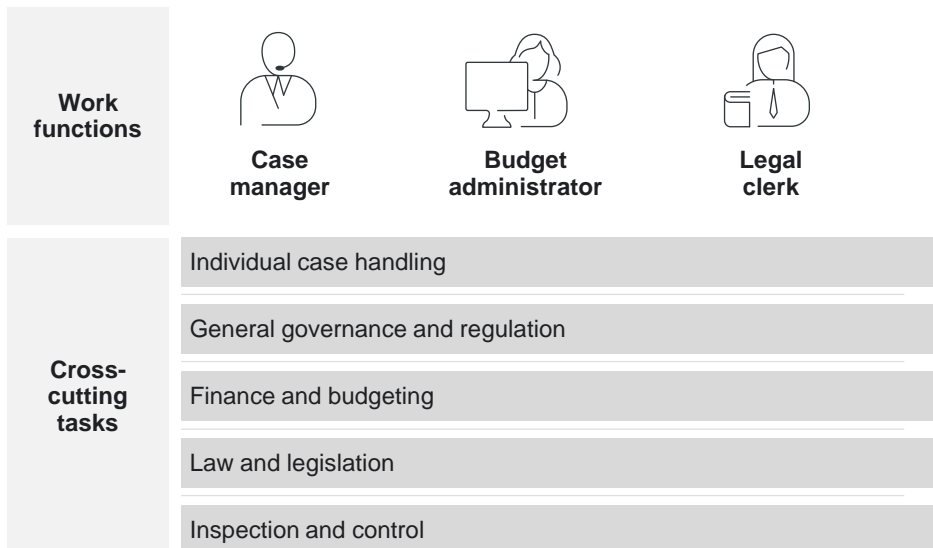 Work
functions
Case
manager
Budget
administrator
Legal
clerk
Cross-
cutting
tasks
Individual case handling
General governance and regulation
Finance and budgeting
Law and legislation
Inspection and control